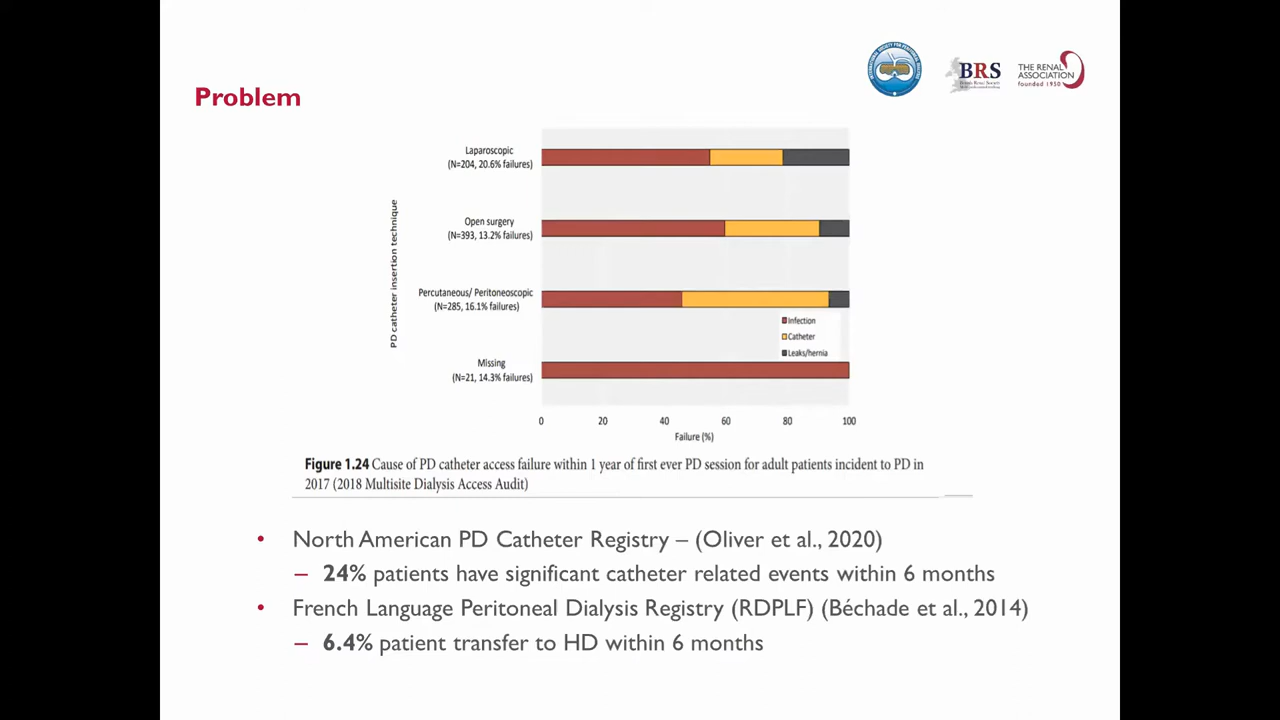 BRS
THE RENAL
ASSOCIATION
founded 1950
Problem
Laparoscopic
(N=204, 20.6% failures)
Open surgery
(N=393, 13.2% failures)
Percutaneous/ Peritoneoscopic
(N=285, 16.1% failures)
Missing
(N=21, 14.3% failures)
PD catheter insertion technique
Infection
Catheter
Leaks/hernia
0 20 40 60 80 100
Failure (%)
Figure 1.24 Cause of PD catheter access failure within 1 year of first ever PD session for adult patients incident to PD in
2017 (2018 Multisite Dialysis Access Audit)
• North American PD Catheter Registry – (Oliver et al., 2020)
– 24% patients have significant catheter related events within 6 months
• French Language Peritoneal Dialysis Registry (RDPLF) (Béchade et al., 2014)
– 6.4% patient transfer to HD within 6 months